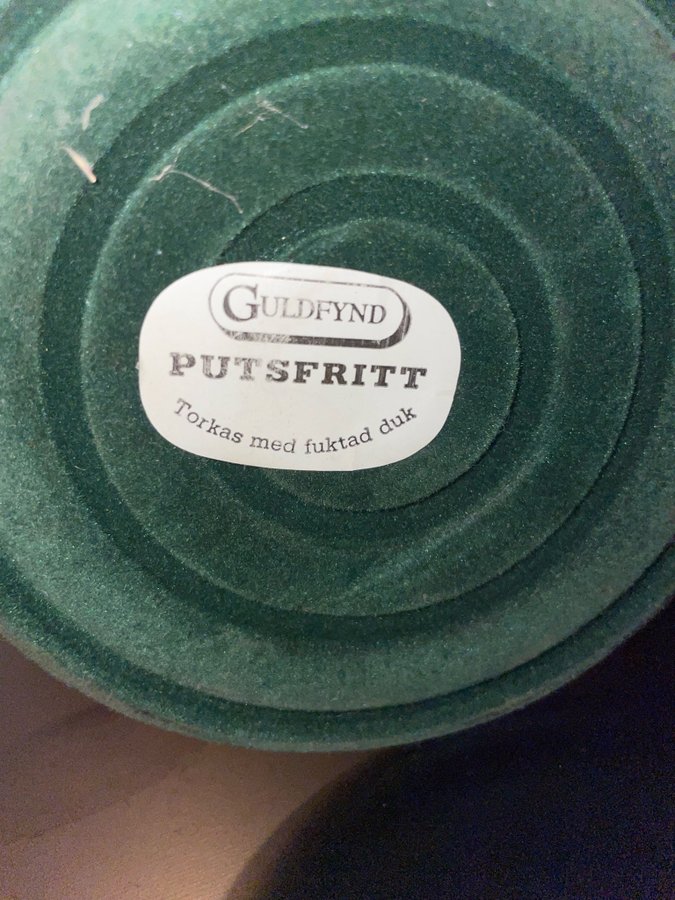 GULDFYND
PUTSFRITT
Torkas med fuktad duk